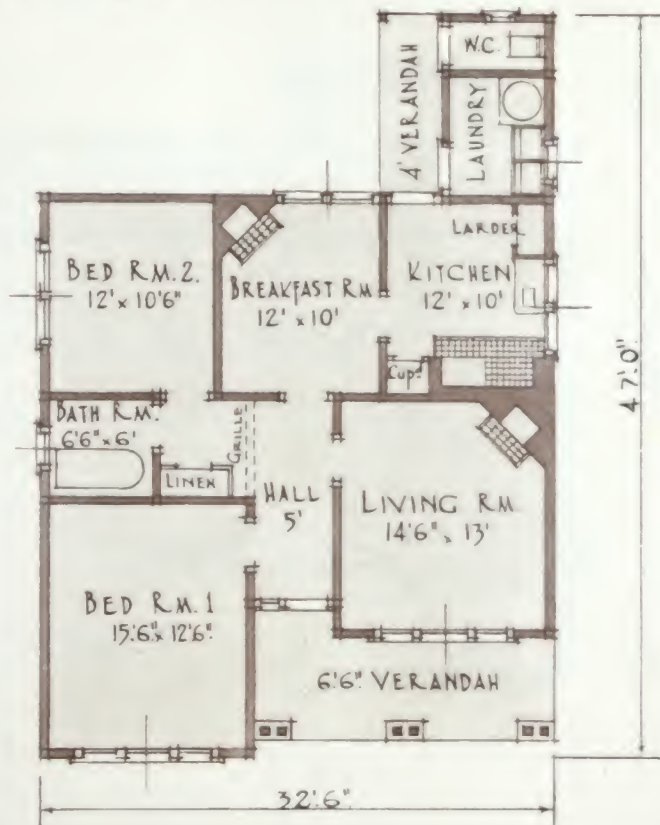 W.C.
4' VERANDAH
LAUNDRY
LARDER
BED RM. 2.
12' x 10'6"
BREAKFAST RM
12' x 10'
KITCHEN
12' x 10'
Cupd
BATH RM.
6'6" x 6'
LINEN
GRILLE
HALL
5'
LIVING RM
14'6" x 13'
BED RM. 1
15'6" x 12'6"
6'6" VERANDAH
47'.0"
32'.6"